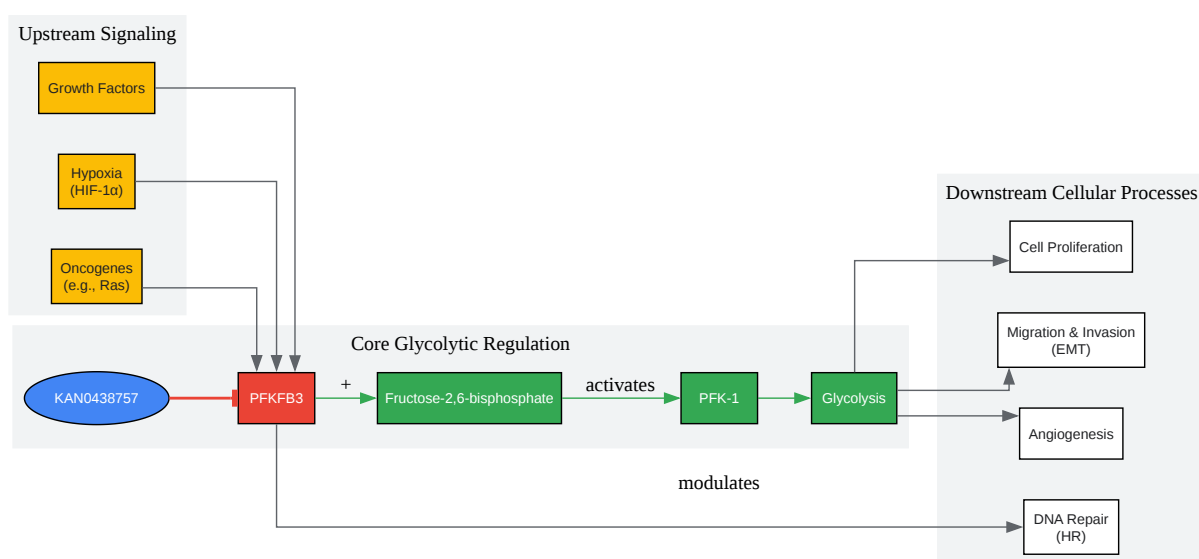 Upstream Signaling
Growth Factors
Hypoxia
(HIF-1α)
Oncogenes
(e.g., Ras)
Core Glycolytic Regulation
KAN0438757
PFKFB3
+
Fructose-2,6-bisphosphate
activates
PFK-1
Glycolysis
modulates
Downstream Cellular Processes
Cell Proliferation
Migration & Invasion
(EMT)
Angiogenesis
DNA Repair
(HR)